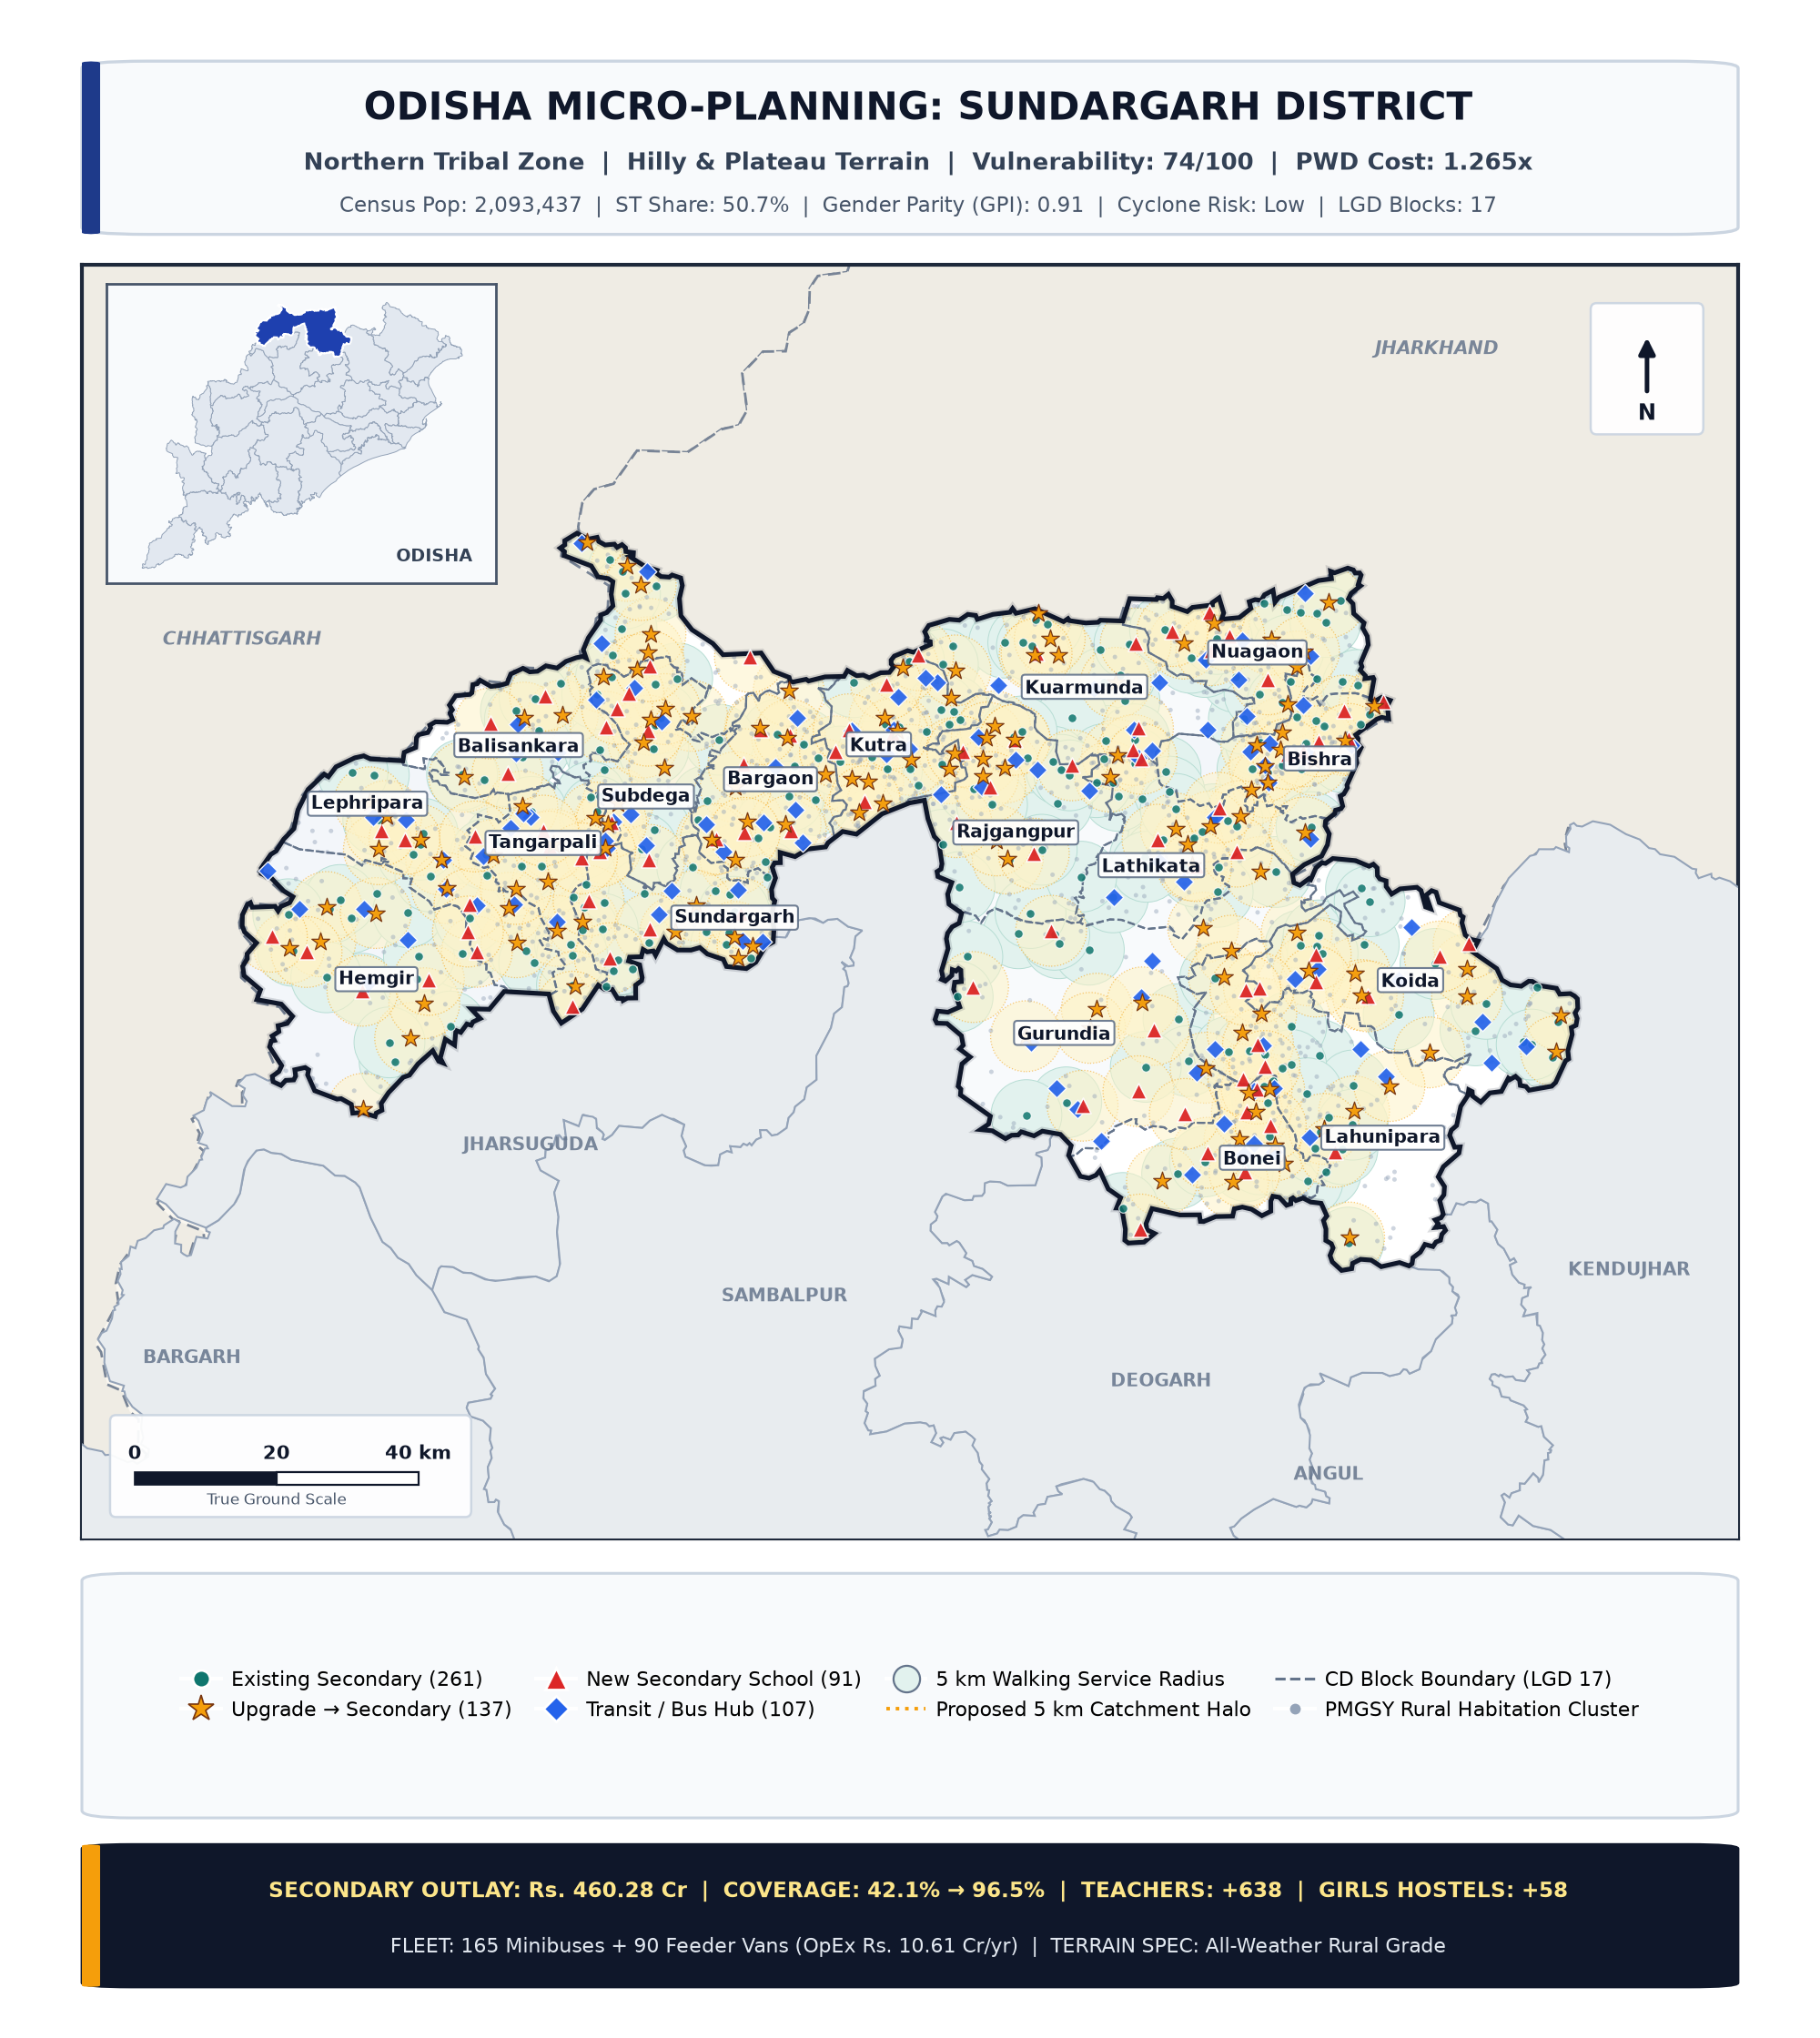 ODISHA MICRO-PLANNING: SUNDARGARH DISTRICT
Northern Tribal Zone | Hilly & Plateau Terrain | Vulnerability: 74/100 | PWD Cost: 1.265x
Census Pop: 2,093,437 | ST Share: 50.7% | Gender Parity (GPI): 0.91 | Cyclone Risk: Low | LGD Blocks: 17
ODISHA
JHARKHAND
N
CHHATTISGARH
Nuagaon
Kuarmunda
Balisankara
Kutra
Bishra
Bargaon
Lephripara
Subdega
Rajgangpur
Tangarpali
Lathikata
Sundargarh
Hemgir
Koida
Gurundia
Lahunipara
Bonei
JHARSUGUDA
KENDUJHAR
SAMBALPUR
BARGARH
DEOGARH
ANGUL
0 20 40 km
True Ground Scale
Existing Secondary (261)
Upgrade → Secondary (137)
New Secondary School (91)
Transit / Bus Hub (107)
5 km Walking Service Radius
Proposed 5 km Catchment Halo
CD Block Boundary (LGD 17)
PMGSY Rural Habitation Cluster
SECONDARY OUTLAY: Rs. 460.28 Cr | COVERAGE: 42.1% → 96.5% | TEACHERS: +638 | GIRLS HOSTELS: +58
FLEET: 165 Minibuses + 90 Feeder Vans (OpEx Rs. 10.61 Cr/yr) | TERRAIN SPEC: All-Weather Rural Grade